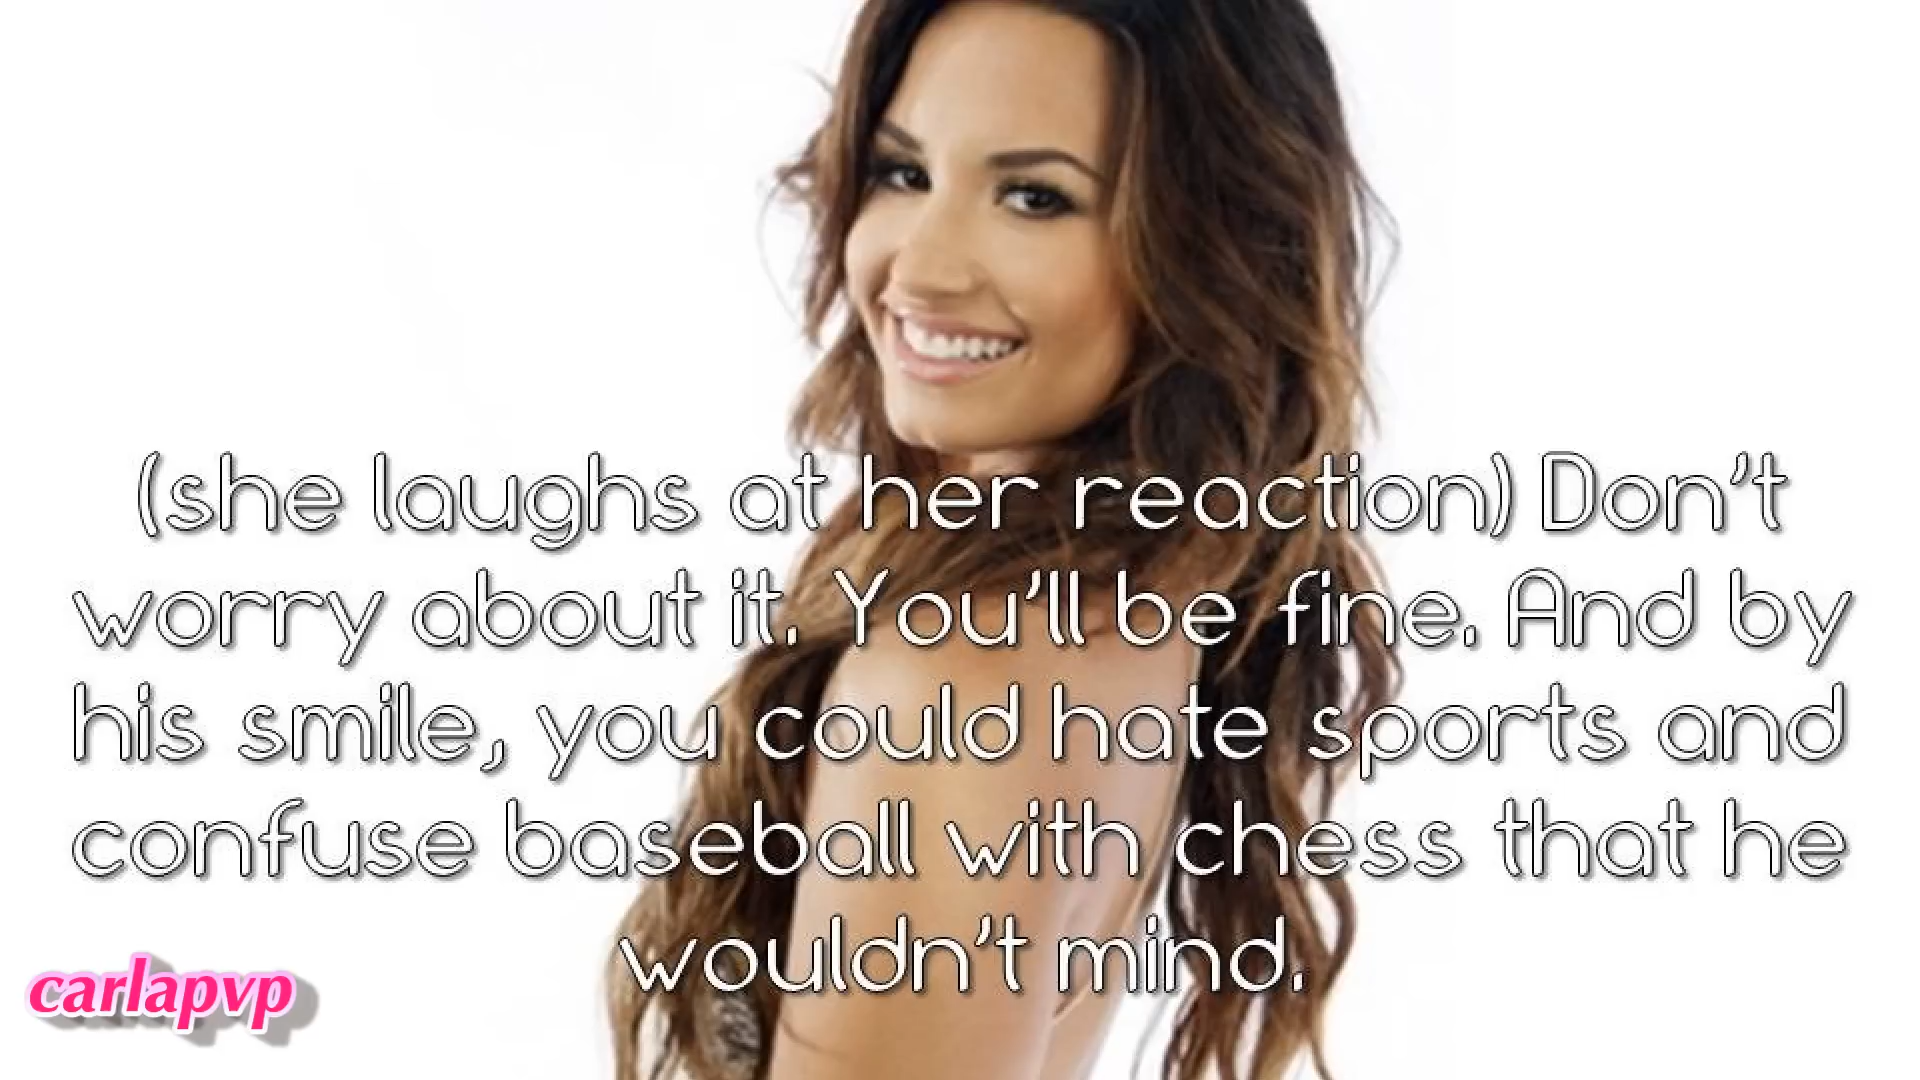 (she laughs at her reaction) Don't
worry about it. You'll be fine. And by
his smile, you could hate sports and
confuse baseball with chess that he
wouldn't mind.
carlapvp